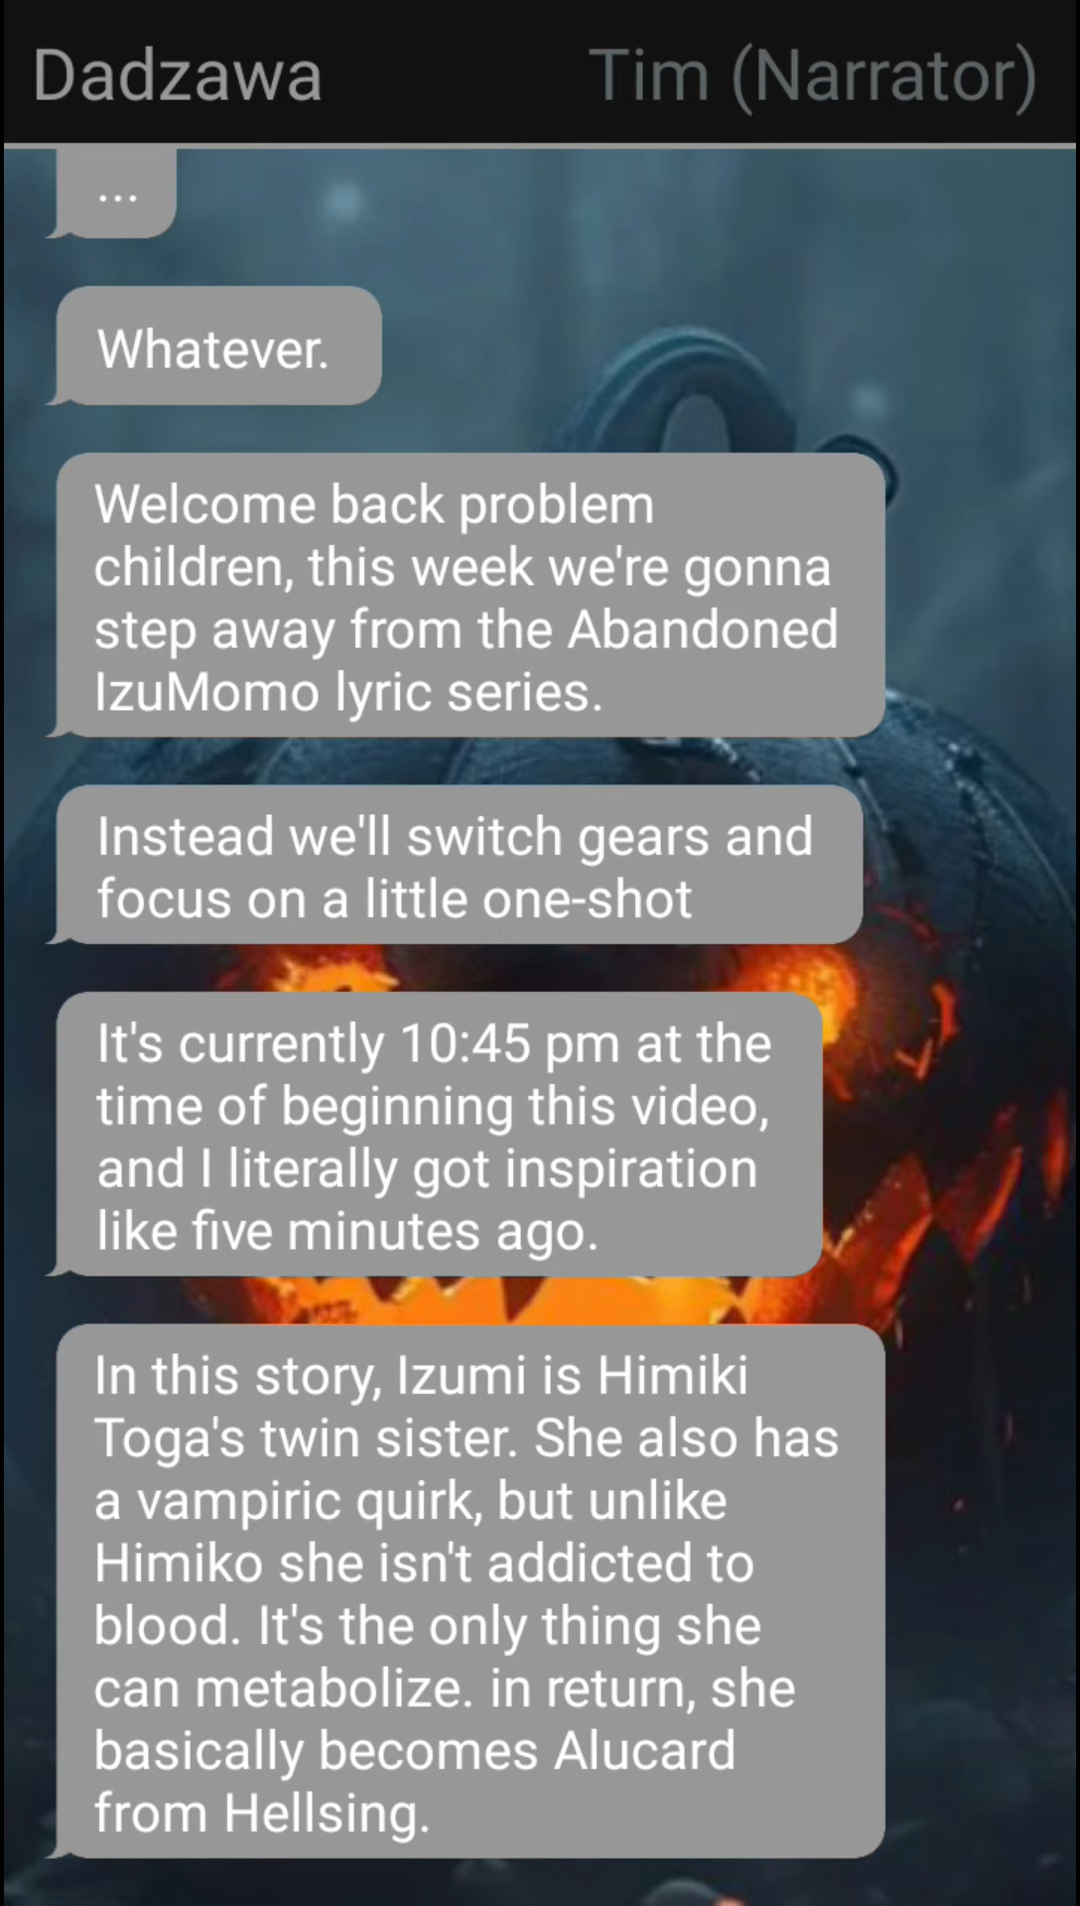 Dadzawa
Tim (Narrator)
...
Whatever.
Welcome back problem
children, this week we're gonna
step away from the Abandoned
IzuMomo lyric series.
Instead we'll switch gears and
focus on a little one-shot
It's currently 10:45 pm at the
time of beginning this video,
and I literally got inspiration
like five minutes ago.
In this story, Izumi is Himiki
Toga's twin sister. She also has
a vampiric quirk, but unlike
Himiko she isn't addicted to
blood. It's the only thing she
can metabolize. in return, she
basically becomes Alucard
from Hellsing.